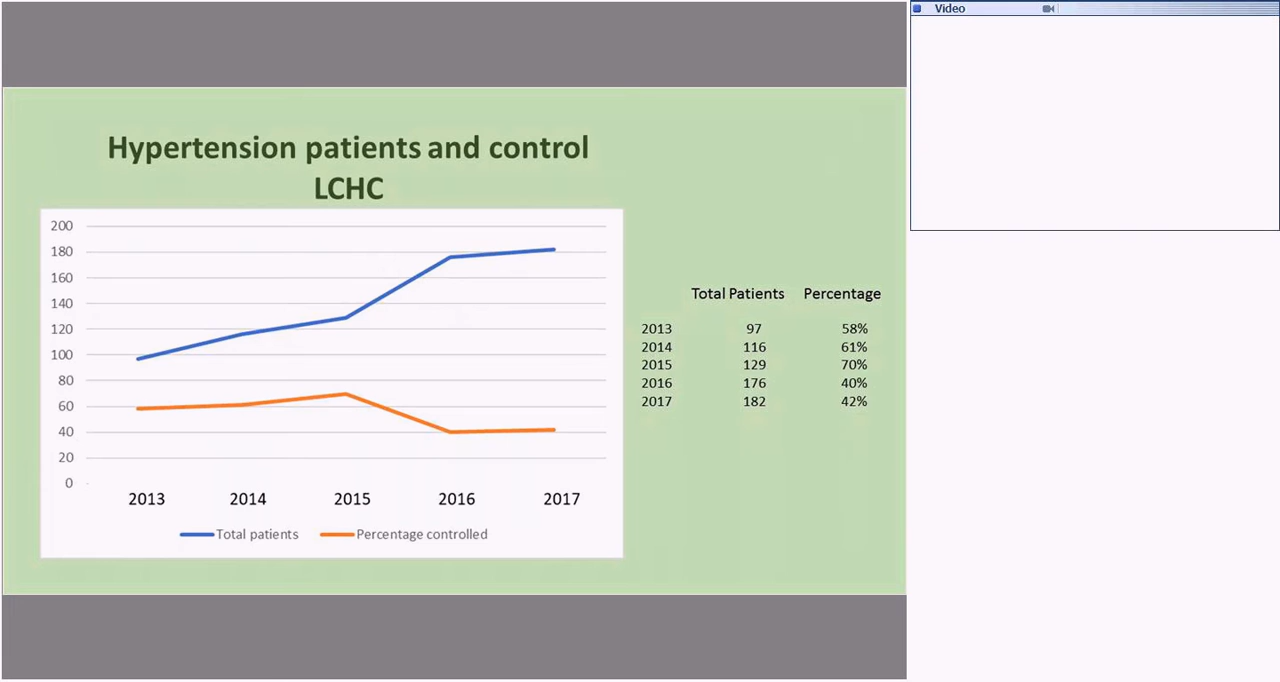 Video
Hypertension patients and control
LCHC
200
180
160
140
120
100
80
60
40
20
0
2013 2014 2015 2016 2017
Total patients Percentage controlled
Total Patients Percentage
2013 97 58%
2014 116 61%
2015 129 70%
2016 176 40%
2017 182 42%